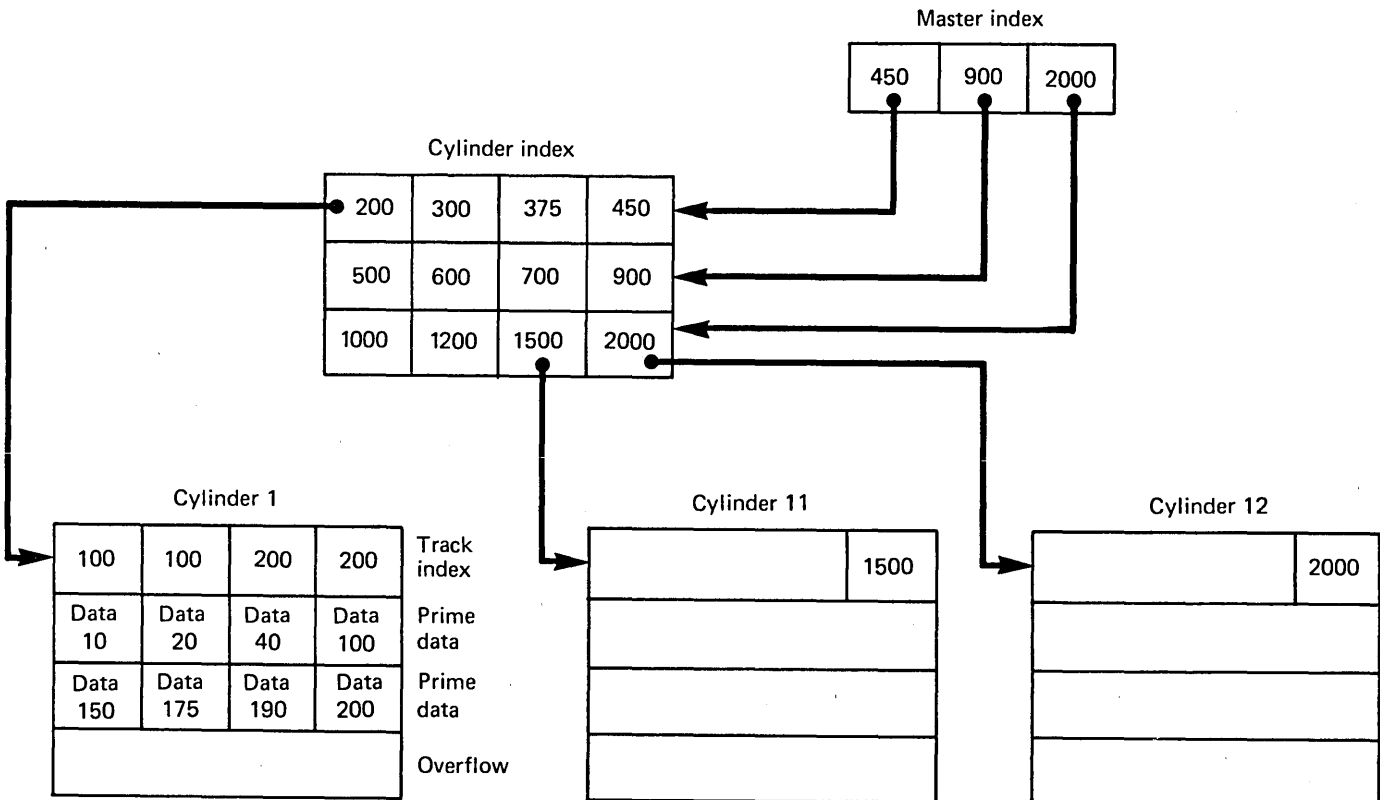 Master index
450 900 2000
Cylinder index
200 300 375 450
500 600 700 900
1000 1200 1500 2000
Cylinder 1
100 100 200 200
Track
index
Data Data Data Data
10 20 40 100
Prime
data
Data Data Data Data
150 175 190 200
Prime
data
Overflow
Cylinder 11
1500
Cylinder 12
2000